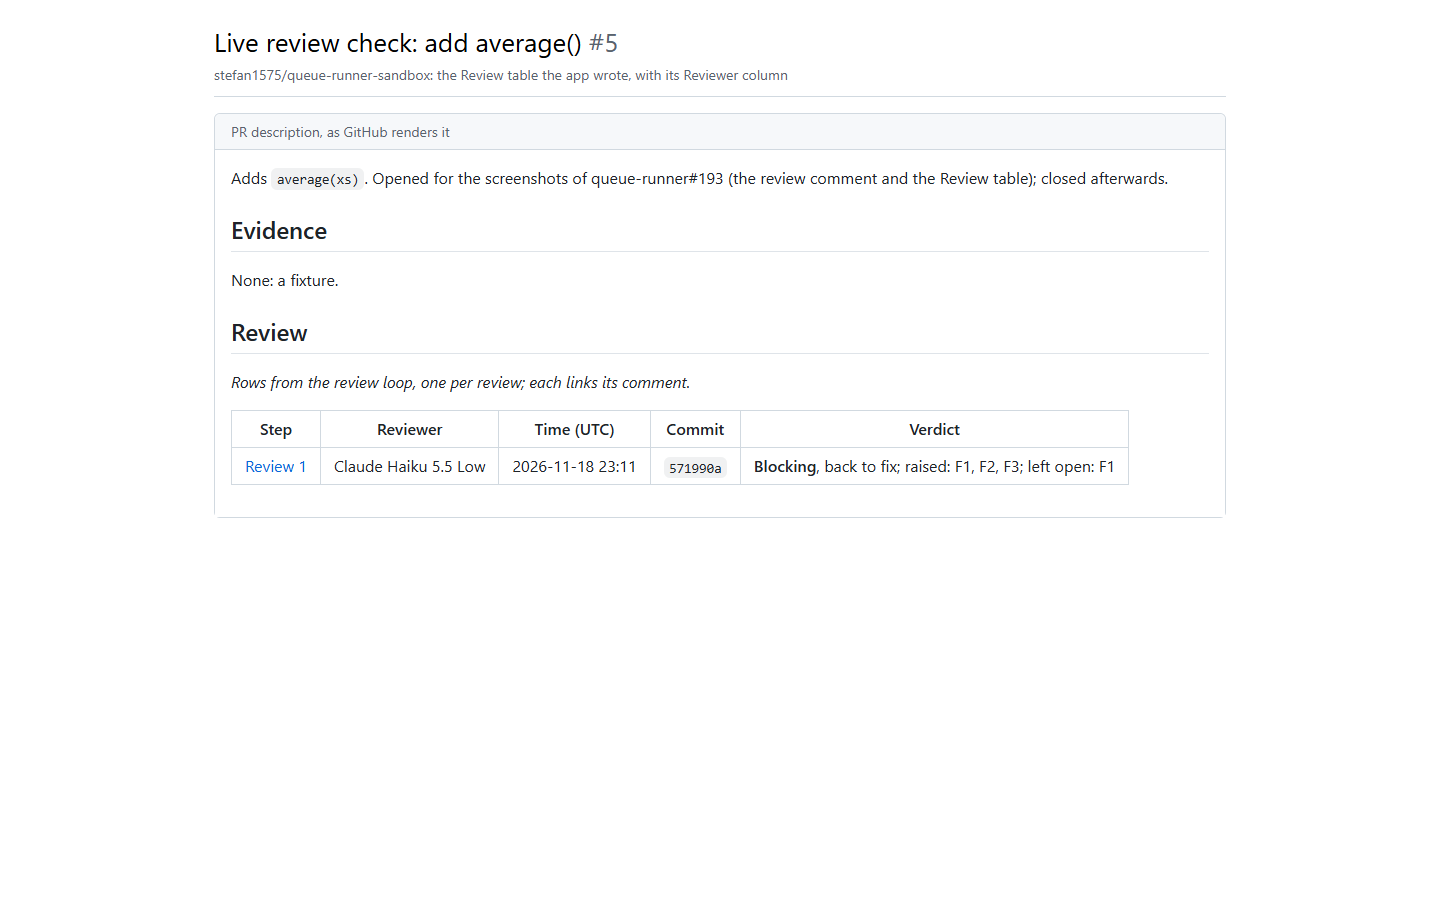 Live review check: add average() #5
stefan1575/queue-runner-sandbox: the Review table the app wrote, with its Reviewer column
PR description, as GitHub renders it
Adds average(xs). Opened for the screenshots of queue-runner#193 (the review comment and the Review table); closed afterwards.
Evidence
None: a fixture.
Review
Rows from the review loop, one per review; each links its comment.
Step Reviewer Time (UTC) Commit Verdict
Review 1 Claude Haiku 5.5 Low 2026-11-18 23:11 571990a Blocking, back to fix; raised: F1, F2, F3; left open: F1